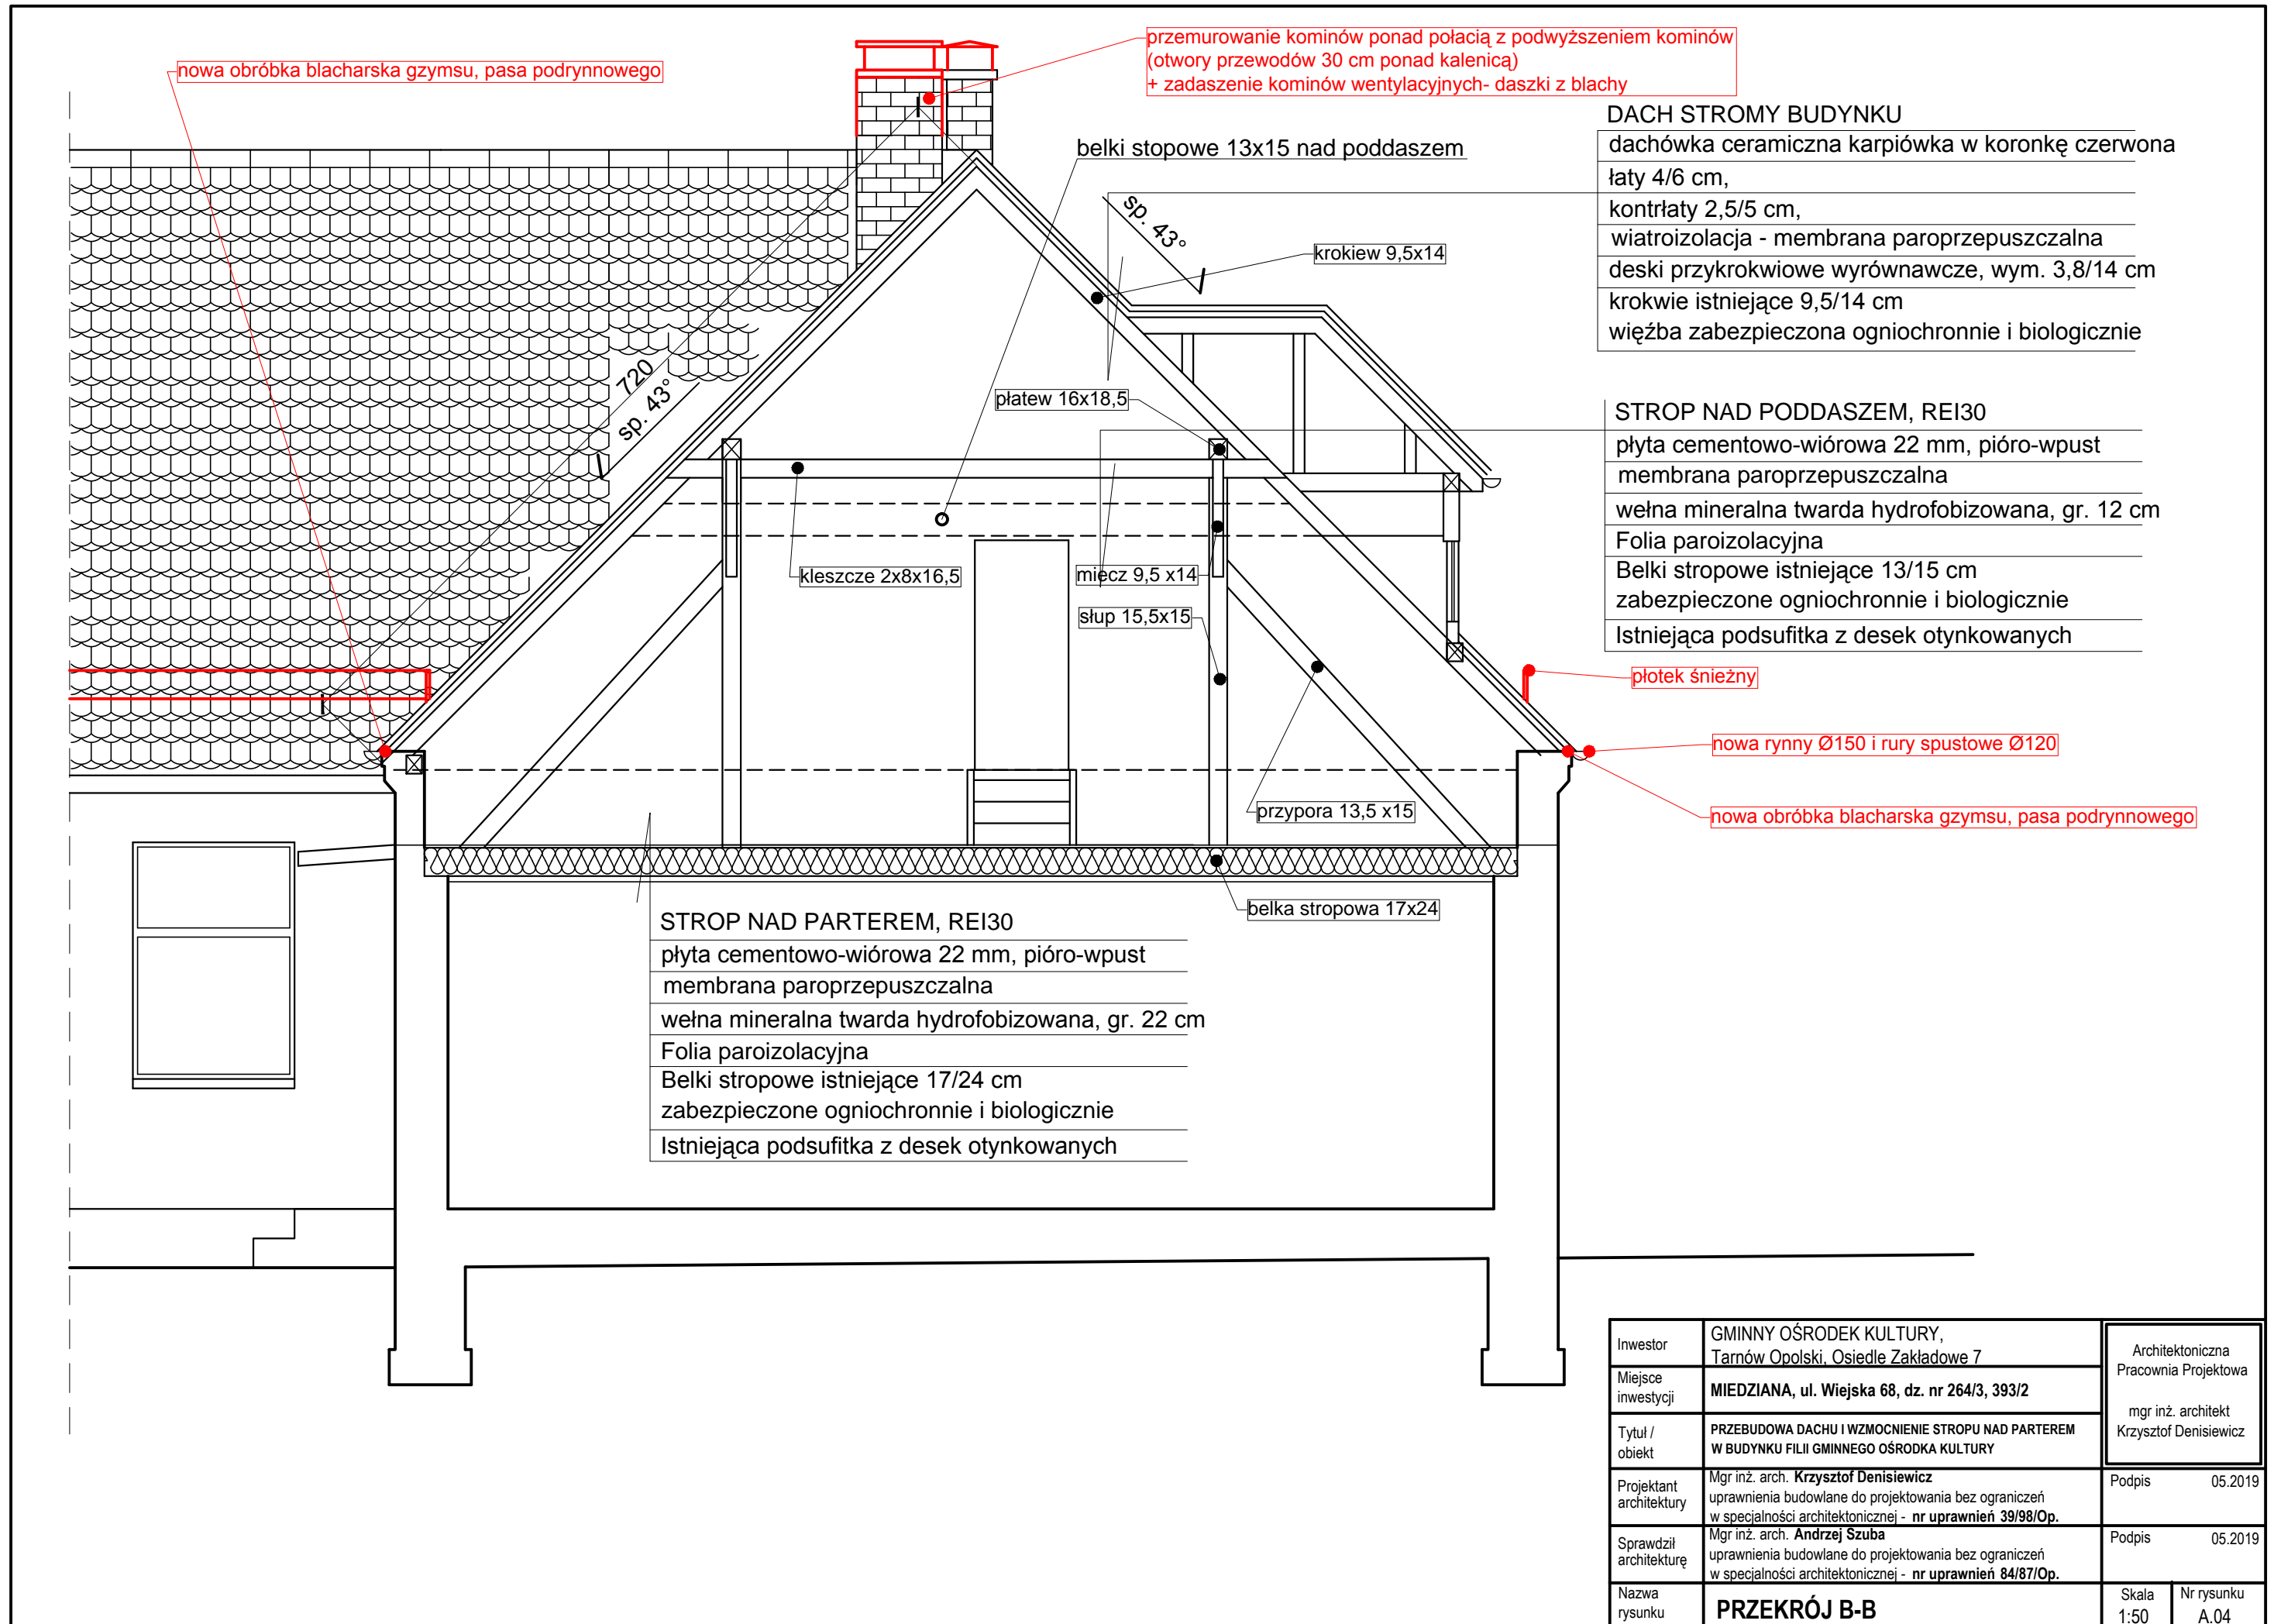 nowa obróbka blacharska gzymsu, pasa podrynnowego
przemurowanie kominów ponad połacią z podwyższeniem kominów
(otwory przewodów 30 cm ponad kalenicą)
+ zadaszenie kominów wentylacyjnych- daszki z blachy
belki stopowe 13x15 nad poddaszem
sp. 43°
krokiew 9,5x14
DACH STROMY BUDYNKU
dachówka ceramiczna karpiówka w koronkę czerwona
łaty 4/6 cm,
kontrłaty 2,5/5 cm,
wiatroizolacja - membrana paroprzepuszczalna
deski przykrokwiowe wyrównawcze, wym. 3,8/14 cm
krokwie istniejące 9,5/14 cm
więźba zabezpieczona ogniochronnie i biologicznie
720
sp. 43°
płatew 16x18,5
STROP NAD PODDASZEM, REI30
płyta cementowo-wiórowa 22 mm, pióro-wpust
membrana paroprzepuszczalna
wełna mineralna twarda hydrofobizowana, gr. 12 cm
Folia paroizolacyjna
Belki stropowe istniejące 13/15 cm
zabezpieczone ogniochronnie i biologicznie
Istniejąca podsufitka z desek otynkowanych
kleszcze 2x8x16,5
miecz 9,5 x14
słup 15,5x15
płotek śnieżny
nowa rynny Ø150 i rury spustowe Ø120
przypora 13,5 x15
nowa obróbka blacharska gzymsu, pasa podrynnowego
belka stropowa 17x24
STROP NAD PARTEREM, REI30
płyta cementowo-wiórowa 22 mm, pióro-wpust
membrana paroprzepuszczalna
wełna mineralna twarda hydrofobizowana, gr. 22 cm
Folia paroizolacyjna
Belki stropowe istniejące 17/24 cm
zabezpieczone ogniochronnie i biologicznie
Istniejąca podsufitka z desek otynkowanych
Inwestor
GMINNY OŚRODEK KULTURY,
Tarnów Opolski, Osiedle Zakładowe 7
Architektoniczna
Pracownia Projektowa
mgr inż. architekt
Krzysztof Denisiewicz
Miejsce
inwestycji
MIEDZIANA, ul. Wiejska 68, dz. nr 264/3, 393/2
Tytuł /
obiekt
PRZEBUDOWA DACHU I WZMOCNIENIE STROPU NAD PARTEREM
W BUDYNKU FILII GMINNEGO OŚRODKA KULTURY
Projektant
architektury
Mgr inż. arch. Krzysztof Denisiewicz
uprawnienia budowlane do projektowania bez ograniczeń
w specjalności architektonicznej - nr uprawnień 39/98/Op.
Podpis 05.2019
Sprawdził
architekturę
Mgr inż. arch. Andrzej Szuba
uprawnienia budowlane do projektowania bez ograniczeń
w specjalności architektonicznej - nr uprawnień 84/87/Op.
Podpis 05.2019
Nazwa
rysunku
PRZEKRÓJ B-B
Skala
1:50
Nr rysunku
A.04